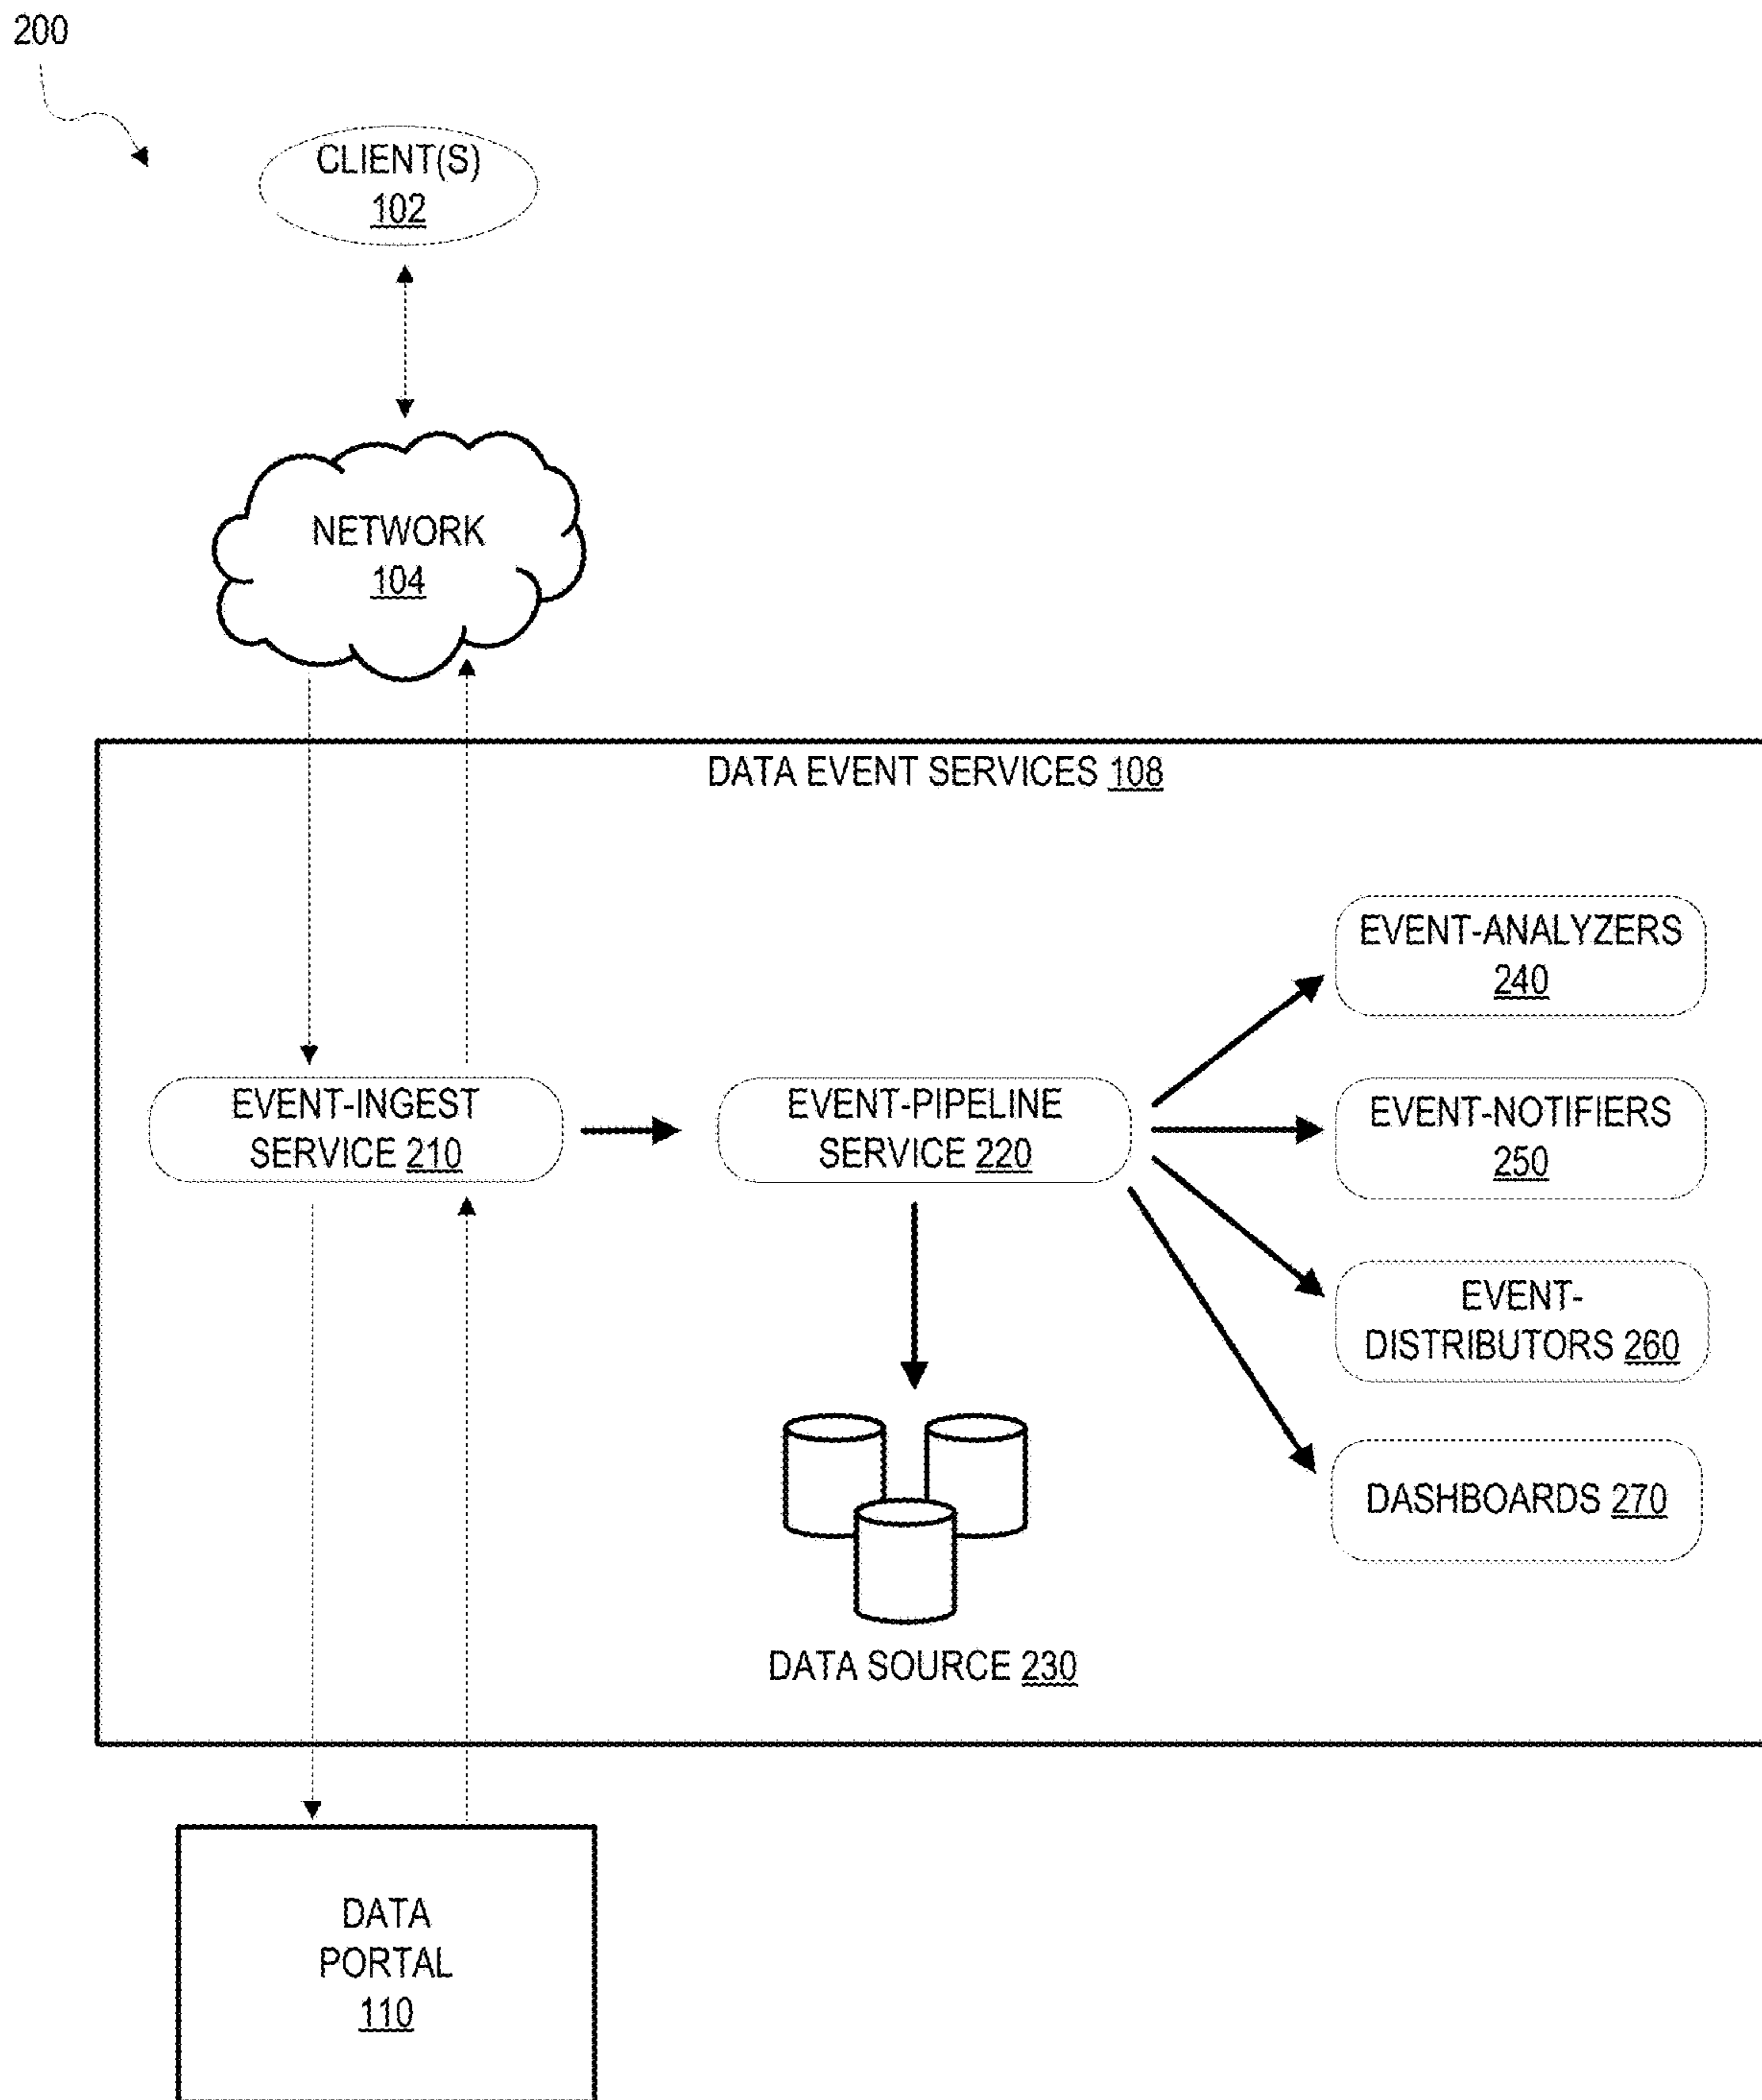 200
CLIENT(S)
102
NETWORK
104
DATA EVENT SERVICES 108
EVENT-ANALYZERS
240
EVENT-INGEST
SERVICE 210
EVENT-PIPELINE
SERVICE 220
EVENT-NOTIFIERS
250
EVENT-
DISTRIBUTORS 260
DASHBOARDS 270
DATA SOURCE 230
DATA
PORTAL
110